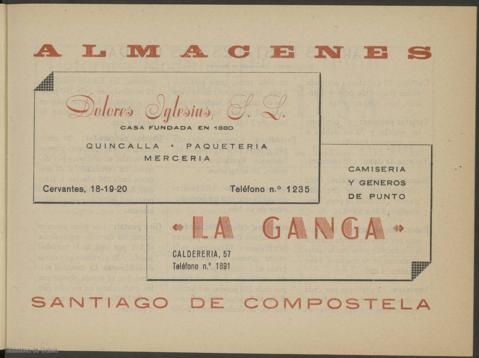 ALMACENES
Dolores Iglesias, S. L.
CASA FUNDADA EN 1880
QUINCALLA · PAQUETERIA
MERCERIA
Cervantes, 18-19-20 Teléfono n.º 1235
CAMISERIA
Y GENEROS
DE PUNTO
«LA GANGA»
CALDERERIA, 57
Teléfono n.º 1891
SANTIAGO DE COMPOSTELA